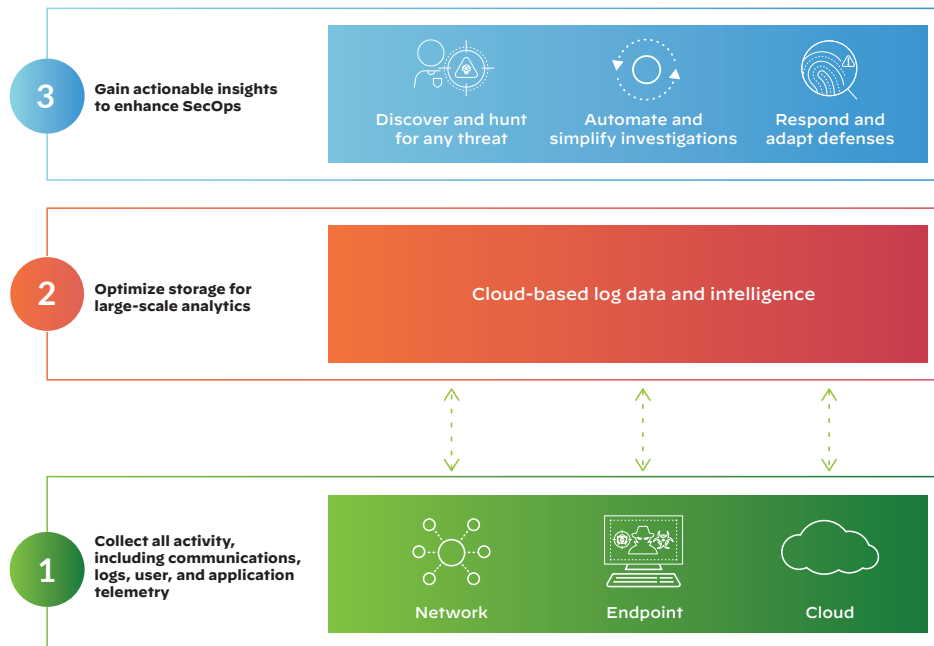 3
Gain actionable insights
to enhance SecOps
Discover and hunt
for any threat
Automate and
simplify investigations
Respond and
adapt defenses
2
Optimize storage for
large-scale analytics
Cloud-based log data and intelligence
1
Collect all activity,
including communications,
logs, user, and application
telemetry
Network
Endpoint
Cloud